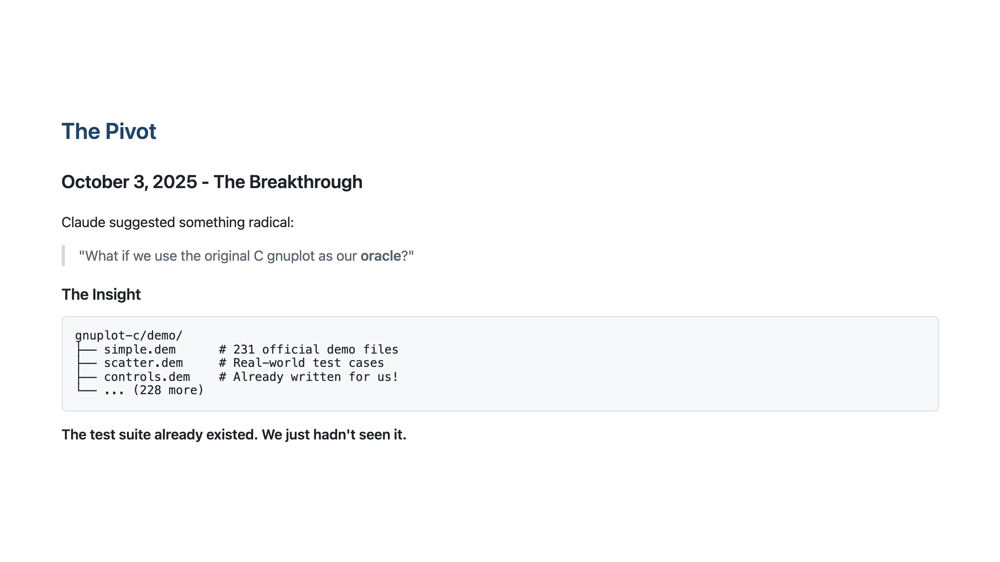 The Pivot
October 3, 2025 - The Breakthrough
Claude suggested something radical:
"What if we use the original C gnuplot as our oracle?"
The Insight
gnuplot-c/demo/
├── simple.dem      # 231 official demo files
├── scatter.dem     # Real-world test cases
├── controls.dem    # Already written for us!
└── ... (228 more)
The test suite already existed. We just hadn't seen it.